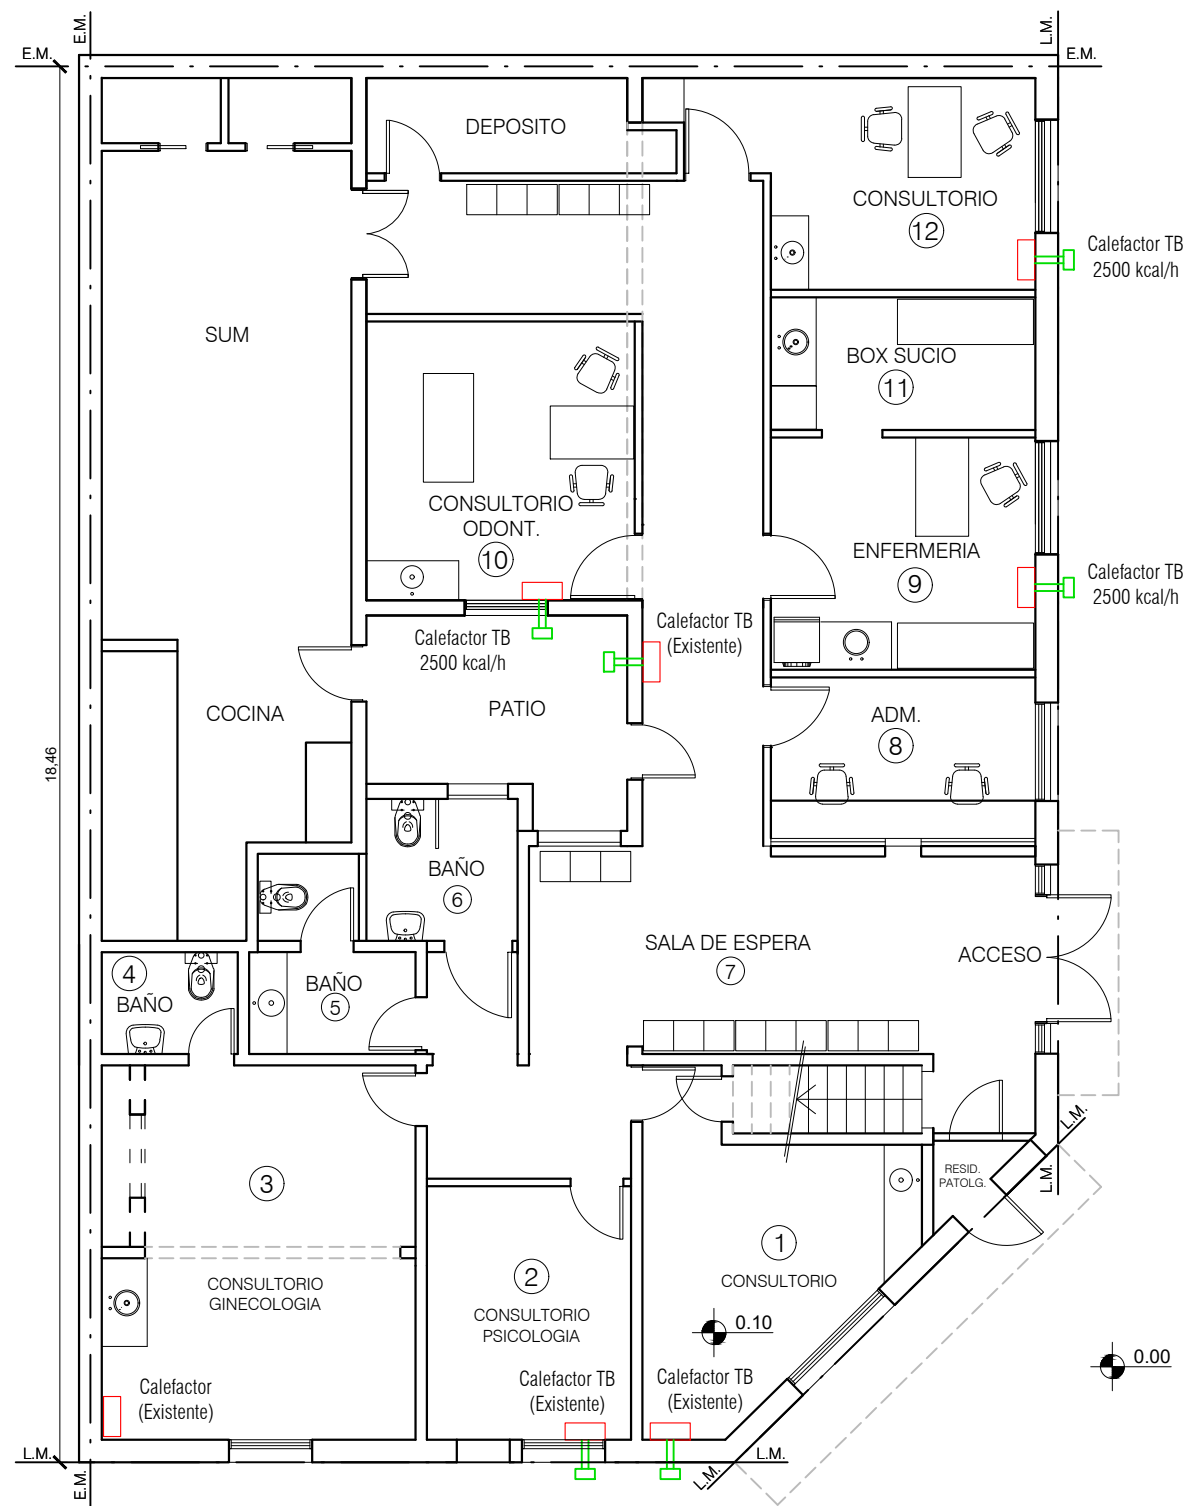 E.M.
L.M.
E.M.
E.M.
DEPOSITO
CONSULTORIO
12
Calefactor TB
2500 kcal/h
SUM
BOX SUCIO
11
CONSULTORIO
ODONT.
10
ENFERMERIA
9
Calefactor TB
2500 kcal/h
Calefactor TB
2500 kcal/h
Calefactor TB
(Existente)
COCINA
PATIO
ADM.
8
18,46
BAÑO
6
SALA DE ESPERA
7
ACCESO
4
BAÑO
BAÑO
5
3
RESID.
PATOLG.
L.M.
L.M.
1
CONSULTORIO
2
CONSULTORIO
PSICOLOGIA
CONSULTORIO
GINECOLOGIA
0.10
0.00
Calefactor
(Existente)
Calefactor TB
(Existente)
Calefactor TB
(Existente)
L.M.
L.M.
L.M.
E.M.